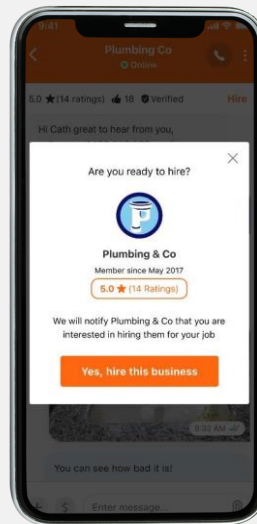 9:41
Plumbing Co
Online
5.0 ★ (14 ratings) 18 Verified Hire
Hi Cath great to hear from you,
Are you ready to hire?
P
Plumbing & Co
Member since May 2017
5.0 ★ (14 Ratings)
We will notify Plumbing & Co that you are
interested in hiring them for your job
Yes, hire this business
9:32 AM
You can see how bad it is!
$ Enter message...